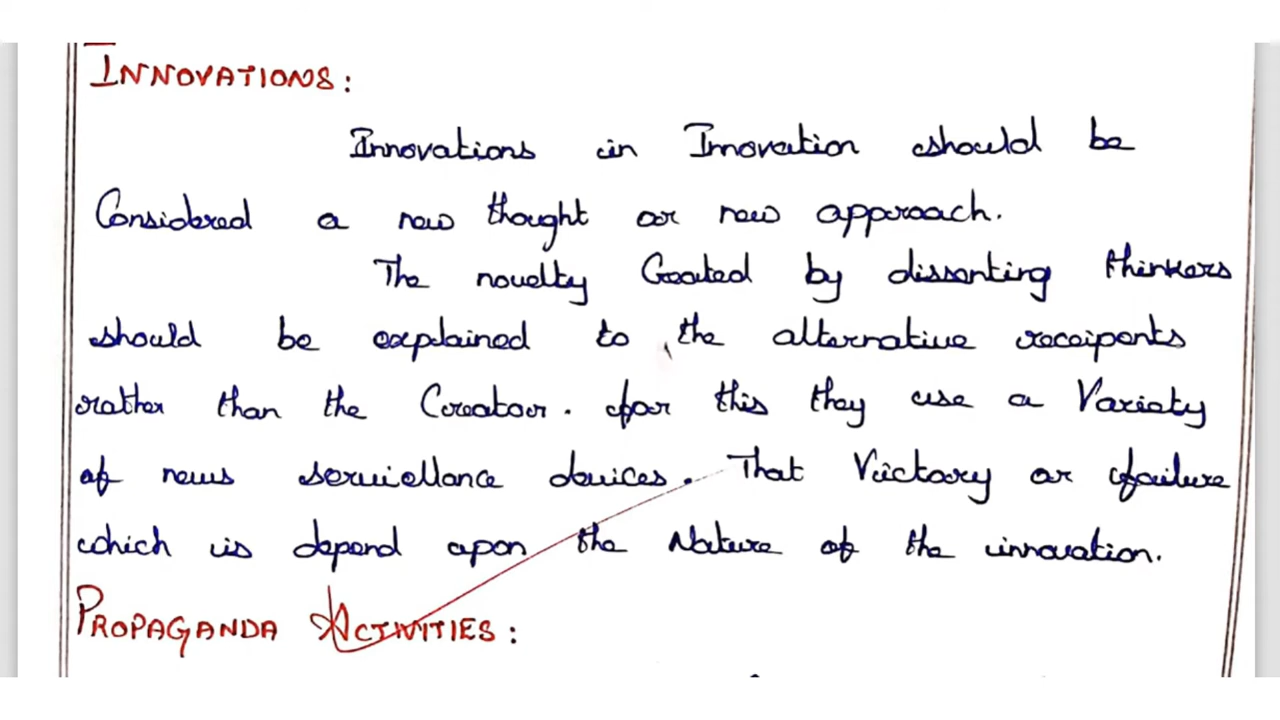 INNOVATIONS:
Innovations in Innovation should be
Considered a new thought or new approach.
The novelty Created by dissenting thinkers
should be explained to the alternative receipents
rather than the Creator. for this they use a Variety
of news serviellance devices. That Victory or failure
which is depend upon the Nature of the innovation.
PROPAGANDA ACTIVITIES: